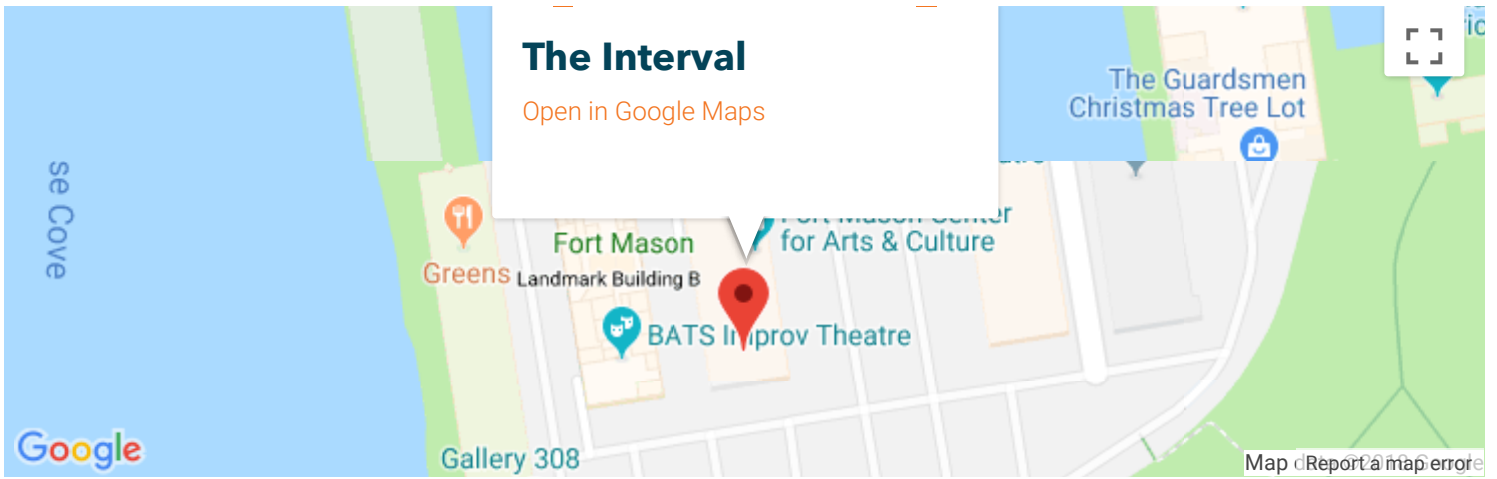 The Interval
Open in Google Maps
The Guardsmen
Christmas Tree Lot
se Cove
Fort Mason Center
for Arts & Culture
Fort Mason
Greens
Landmark Building B
BATS Improv Theatre
Gallery 308
Google
Map
Report a map error